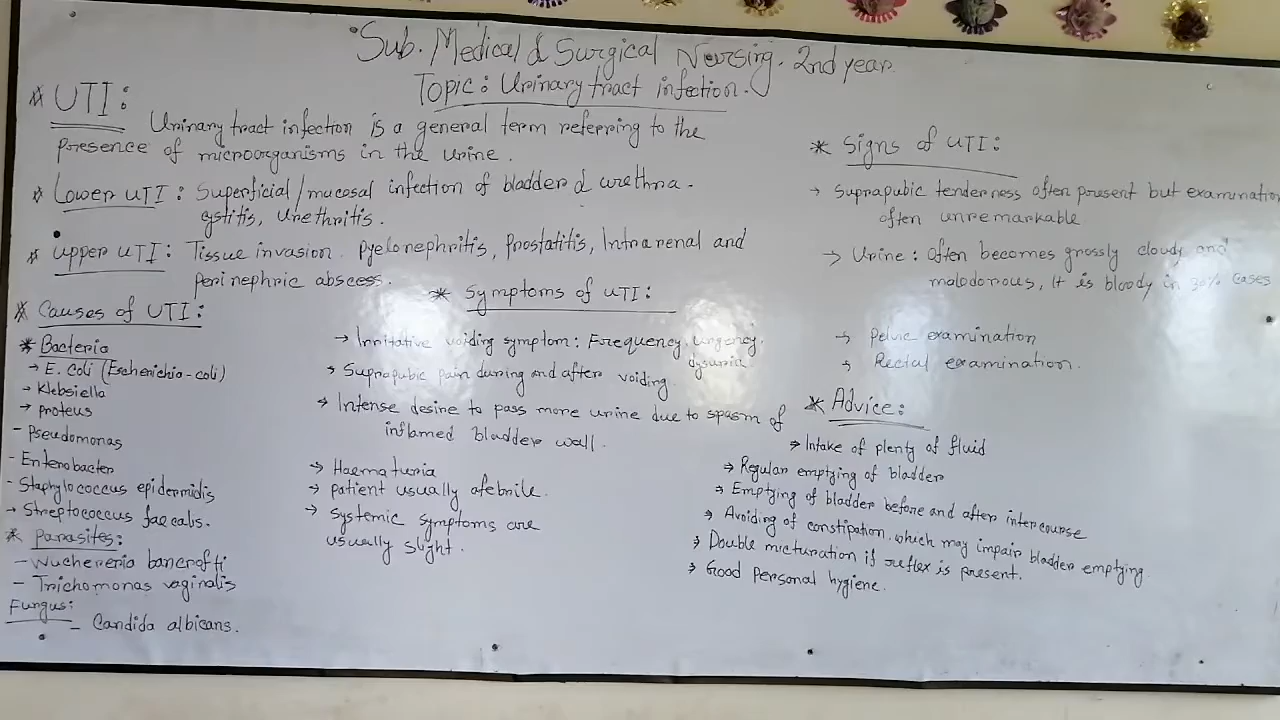 Sub. Medical & Surgical Nursing. 2nd year.
Topic: Urinary tract infection.
* UTI:
Urinary tract infection is a general term referring to the
presence of microorganisms in the urine.
* Lower UTI: Superficial/mucosal infection of bladder & urethra.
cystitis, Urethritis.
* Upper UTI: Tissue invasion. Pyelonephritis, Prostatitis, Intrarenal and
perinephric abscess.
* Causes of UTI:
* Bacteria
→ E. Coli (Escherichia-coli)
→ Klebsiella
→ proteus
- Pseudomonas
- Enterobacter
- Staphylococcus epidermidis
→ Streptococcus faecalis.
* Parasites:
- Wuchereria bancrofti
- Trichomonas vaginalis
Fungus:
- Candida albicans.
* Symptoms of UTI:
→ Irritative voiding symptom: Frequency, urgency,
dysuria
→ Suprapubic pain during and after voiding.
→ Intense desire to pass more urine due to spasm of
inflamed bladder wall.
→ Haematuria
→ patient usually afebrile.
→ systemic symptoms are
usually slight.
* Signs of UTI:
→ Suprapubic tenderness often present but examination
often unremarkable
→ Urine: Often becomes grossly cloudy and
malodorous, It is bloody in 30% cases
→ Pelvic examination
→ Rectal examination.
* Advice:
→ Intake of plenty of fluid
→ Regular emptying of bladder
→ Emptying of bladder before and after intercourse
→ Avoiding of constipation, which may impair bladder emptying
→ Double micturation if reflex is present.
→ Good personal hygiene.